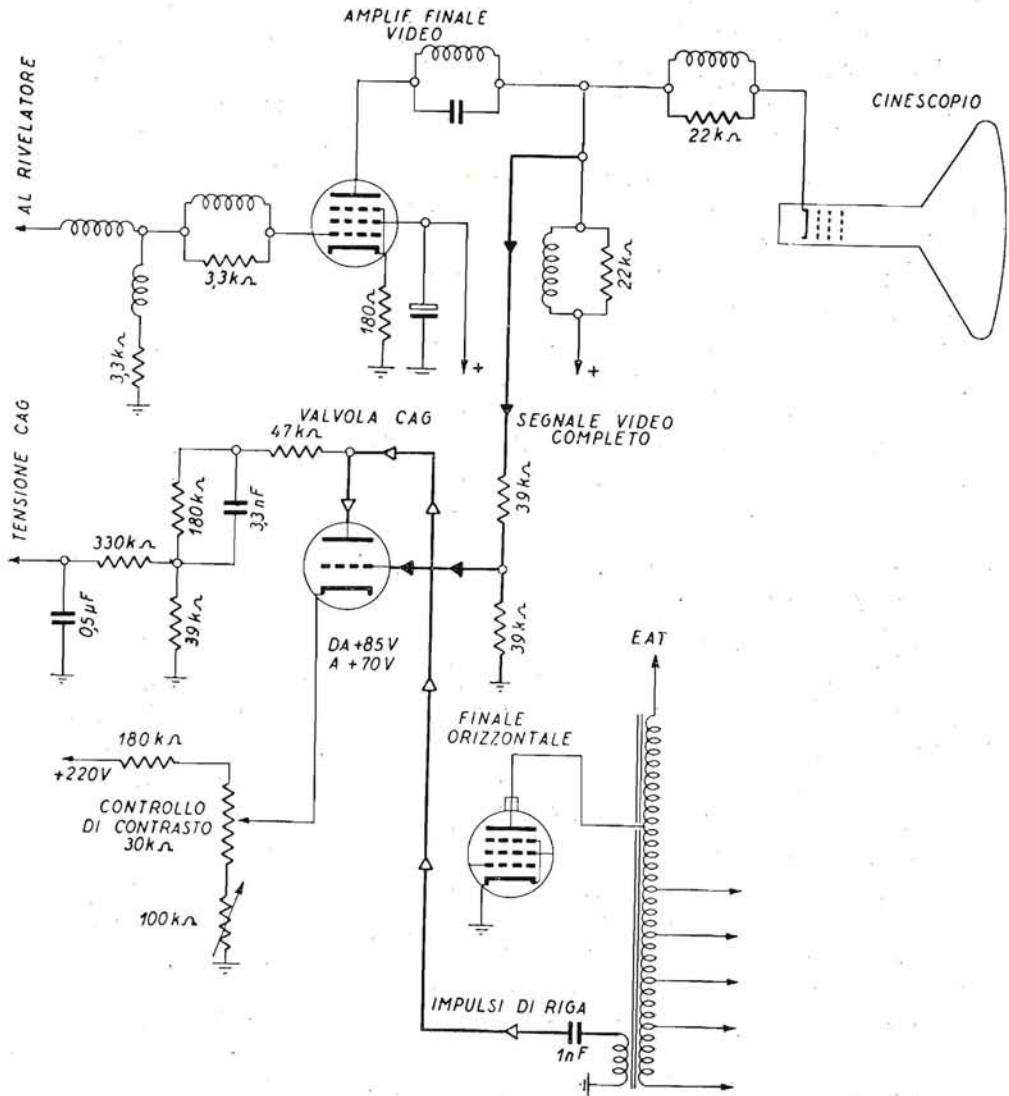 AMPLIF. FINALE
VIDEO
AL RIVELATORE
22kΩ
CINESCOPIO
3,3kΩ
3,3kΩ
180Ω
+
22kΩ
+
TENSIONE CAG
VALVOLA CAG
47kΩ
SEGNALE VIDEO
COMPLETO
180kΩ
3,3nF
39kΩ
330kΩ
0,5µF
39kΩ
39kΩ
DA +85V
A +70V
EAT
FINALE
ORIZZONTALE
180kΩ
+220V
CONTROLLO
DI CONTRASTO
30kΩ
100kΩ
IMPULSI DI RIGA
1nF